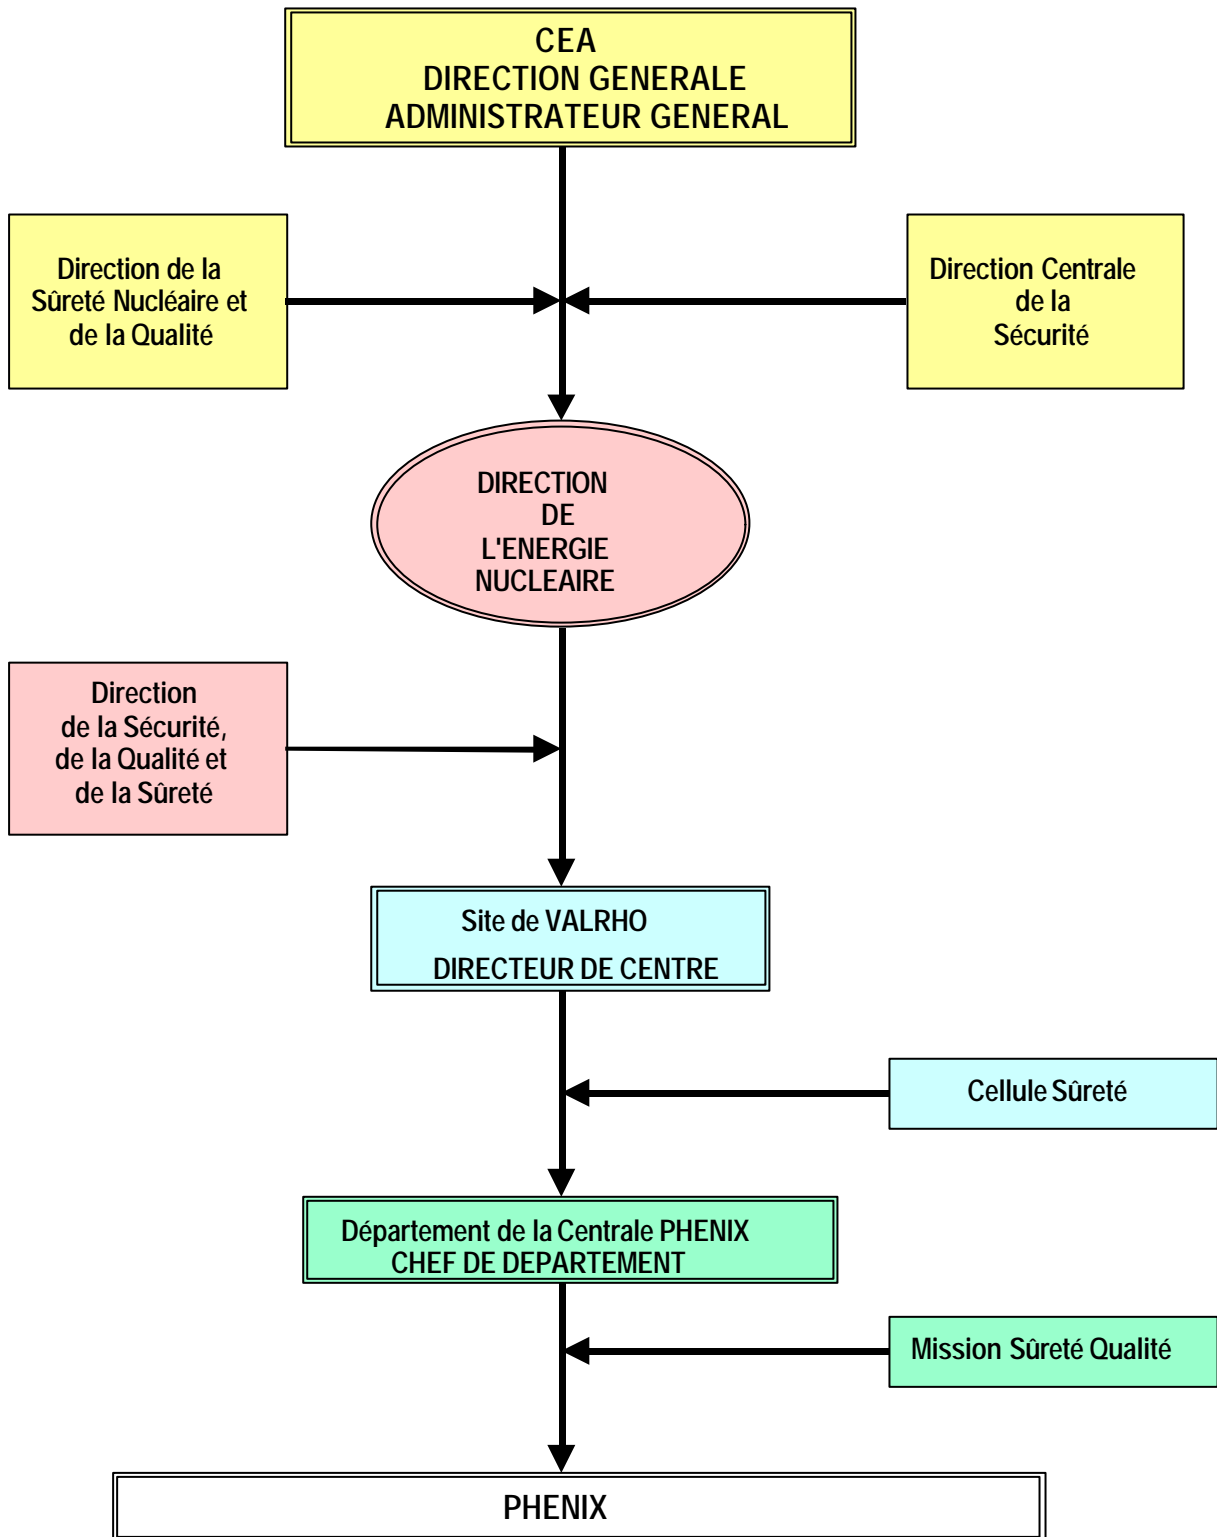 CEA
DIRECTION GENERALE
ADMINISTRATEUR GENERAL
Direction de la
Sûreté Nucléaire et
de la Qualité
Direction Centrale
de la
Sécurité
DIRECTION
DE
L'ENERGIE
NUCLEAIRE
Direction
de la Sécurité,
de la Qualité et
de la Sûreté
Site de VALRHO
DIRECTEUR DE CENTRE
Cellule Sûreté
Département de la Centrale PHENIX
CHEF DE DEPARTEMENT
Mission Sûreté Qualité
PHENIX